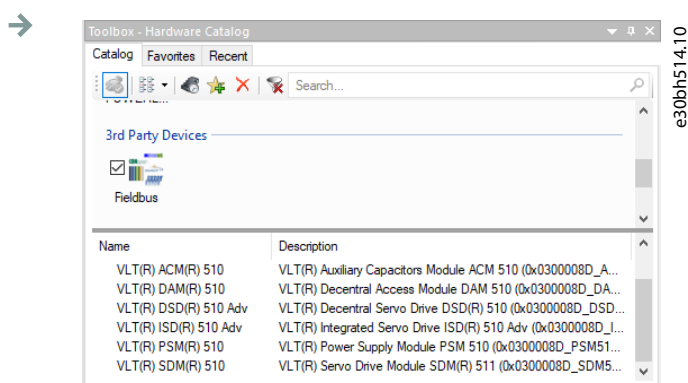 Toolbox - Hardware Catalog
Catalog Favorites Recent
Search...
3rd Party Devices
Fieldbus
Name Description
VLT(R) ACM(R) 510 VLT(R) Auxiliary Capacitors Module ACM 510 (0x0300008D_A...
VLT(R) DAM(R) 510 VLT(R) Decentral Access Module DAM 510 (0x0300008D_DA...
VLT(R) DSD(R) 510 Adv VLT(R) Decentral Servo Drive DSD(R) 510 (0x0300008D_DSD...
VLT(R) ISD(R) 510 Adv VLT(R) Integrated Servo Drive ISD(R) 510 Adv (0x0300008D_I...
VLT(R) PSM(R) 510 VLT(R) Power Supply Module PSM 510 (0x0300008D_PSM51...
VLT(R) SDM(R) 510 VLT(R) Servo Drive Module SDM(R) 511 (0x0300008D_SDM5...
e30bh514.10